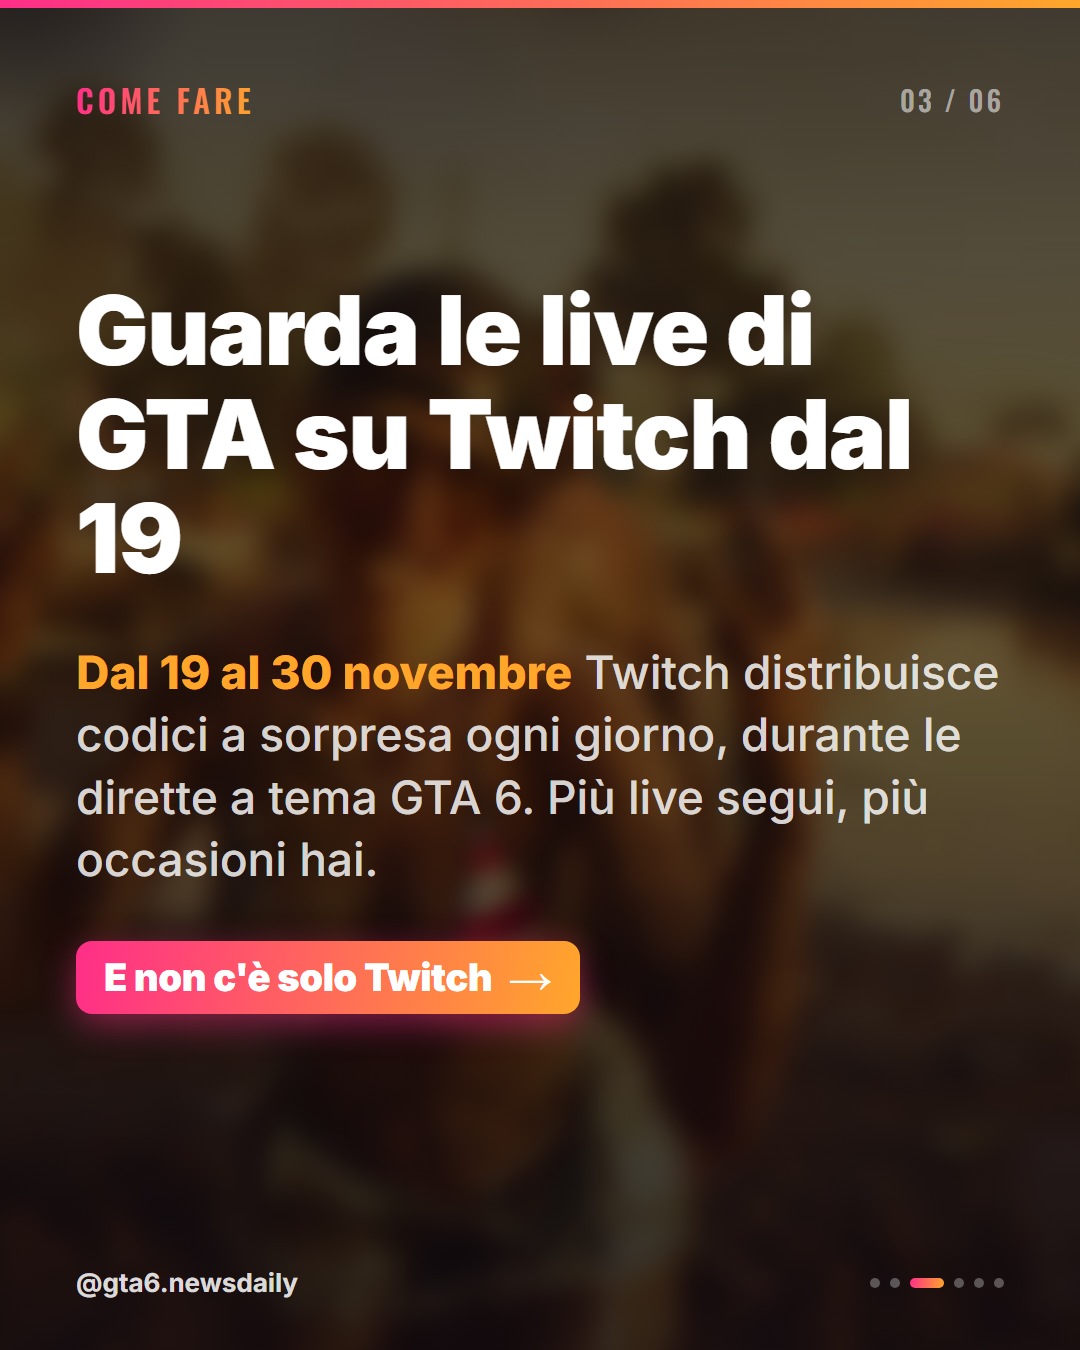 COME FARE
03 / 06
Guarda le live di
GTA su Twitch dal
19
Dal 19 al 30 novembre Twitch distribuisce
codici a sorpresa ogni giorno, durante le
dirette a tema GTA 6. Più live segui, più
occasioni hai.
E non c'è solo Twitch →
@gta6.newsdaily